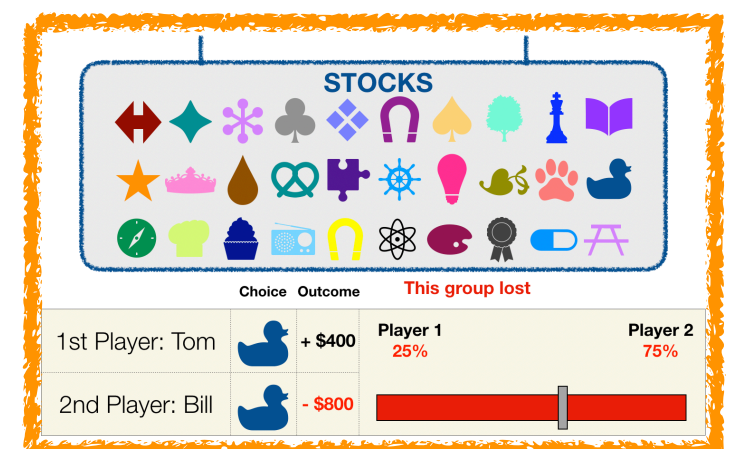 STOCKS
Choice Outcome This group lost
1st Player: Tom + $400 Player 1 Player 2
25% 75%
2nd Player: Bill - $800